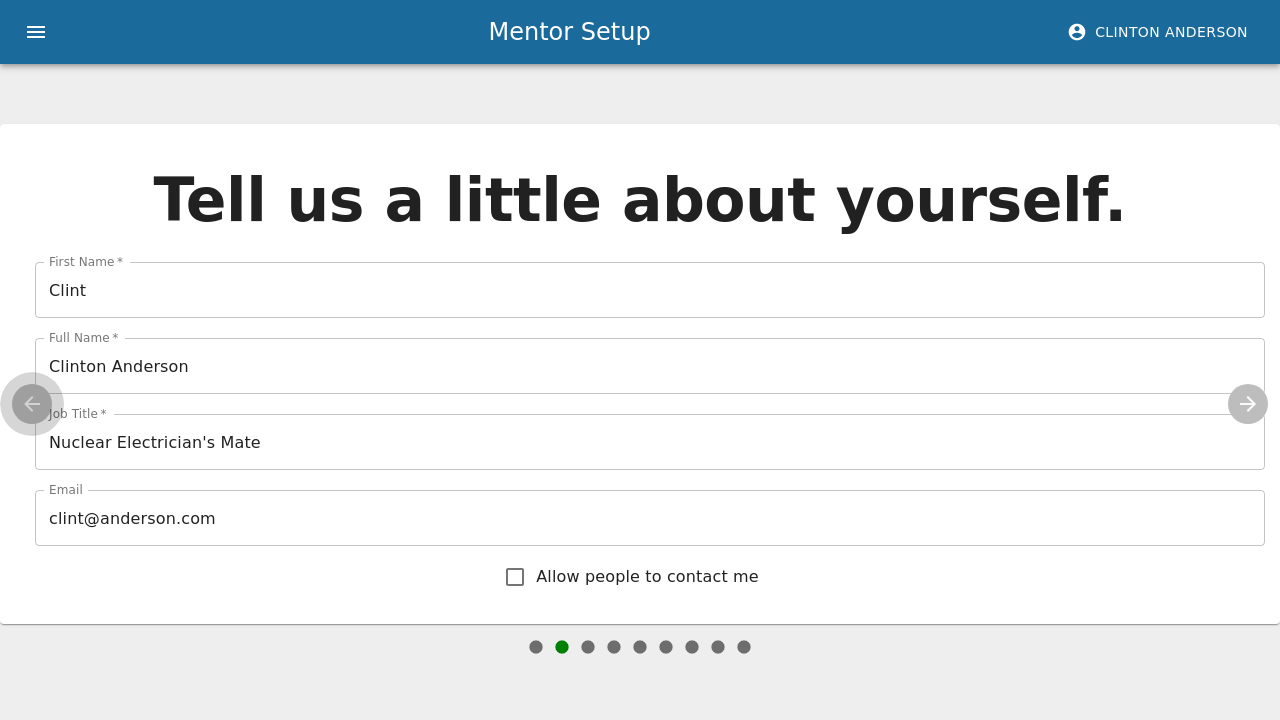 Mentor Setup
CLINTON ANDERSON
Tell us a little about yourself.
First Name *
Clint
Full Name *
Clinton Anderson
Job Title *
Nuclear Electrician's Mate
Email
clint@anderson.com
Allow people to contact me